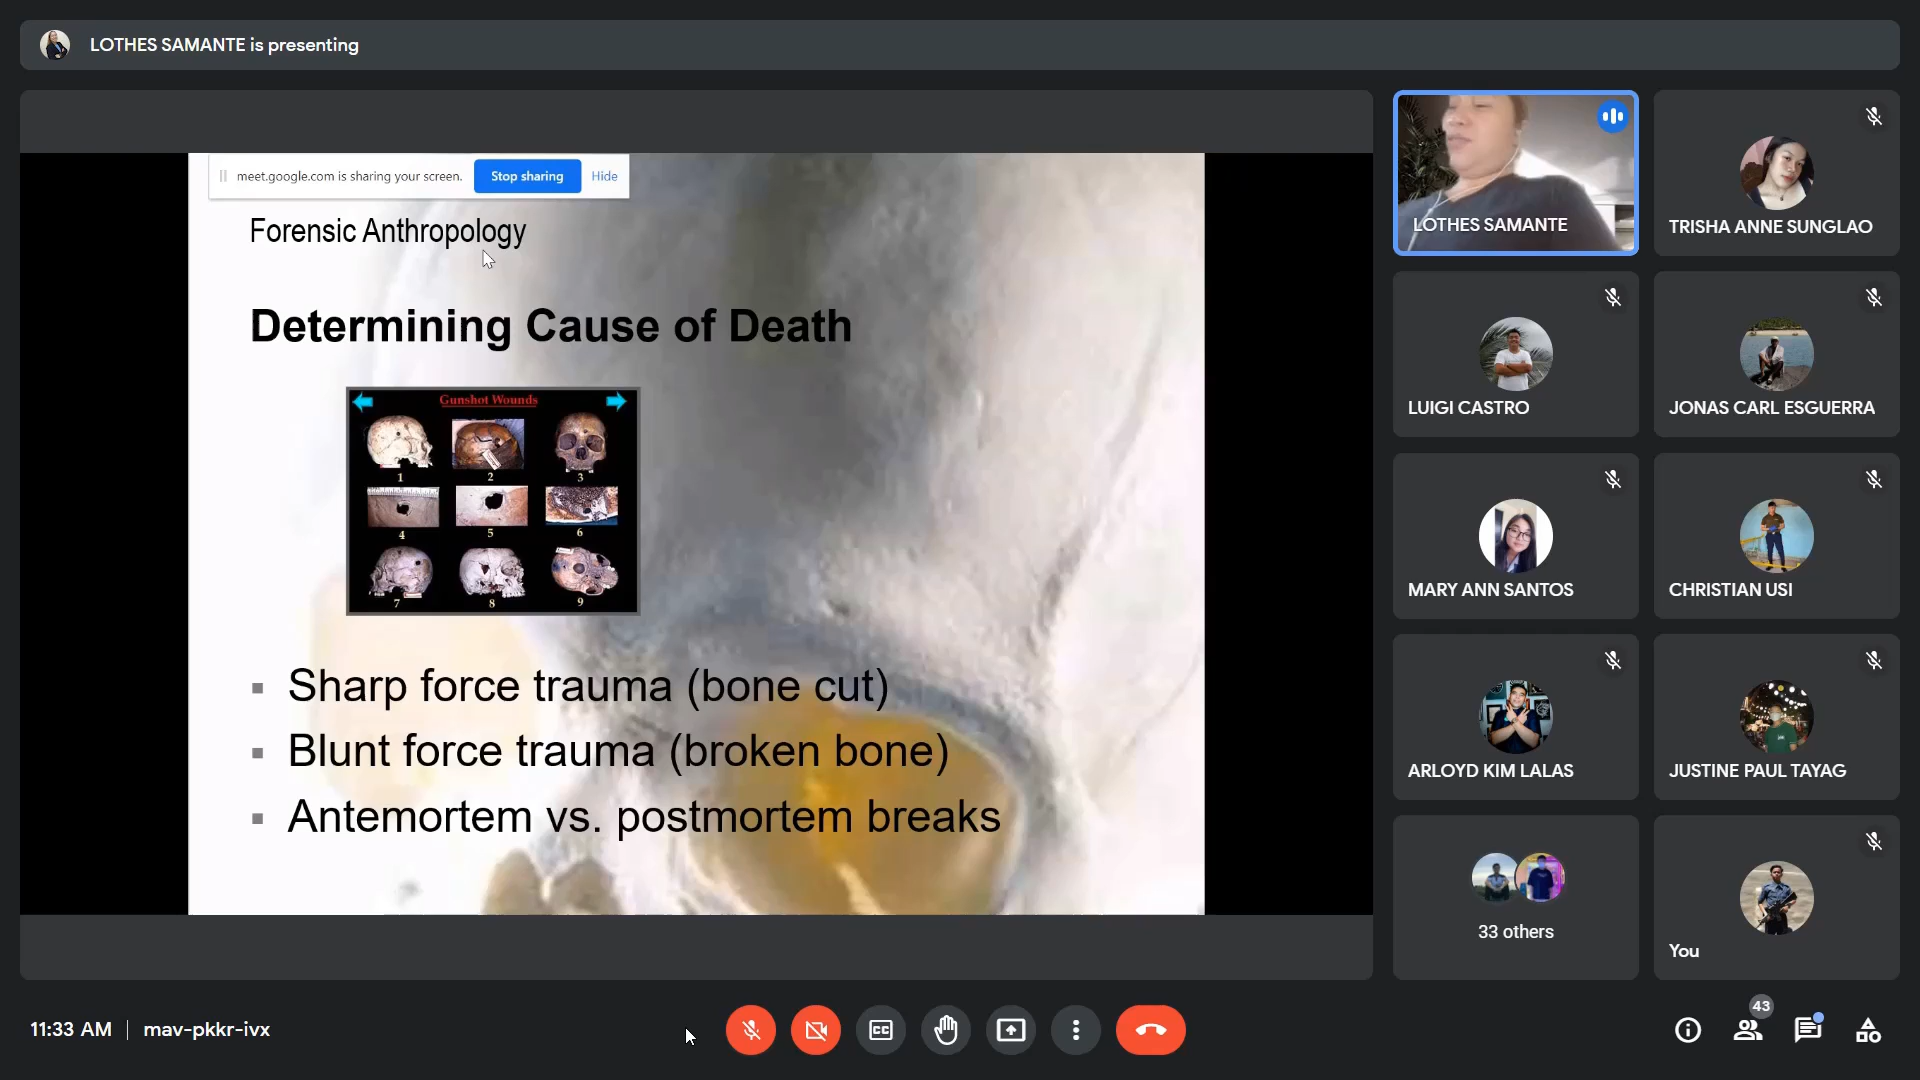 LOTHES SAMANTE is presenting
meet.google.com is sharing your screen. Stop sharing Hide
Forensic Anthropology
Determining Cause of Death
Gunshot Wounds
1 2 3
4 5 6
7 8 9
▪ Sharp force trauma (bone cut)
▪ Blunt force trauma (broken bone)
▪ Antemortem vs. postmortem breaks
LOTHES SAMANTE
TRISHA ANNE SUNGLAO
LUIGI CASTRO
JONAS CARL ESGUERRA
MARY ANN SANTOS
CHRISTIAN USI
ARLOYD KIM LALAS
JUSTINE PAUL TAYAG
33 others
You
11:33 AM | mav-pkkr-ivx
CC
43